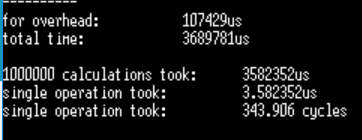 ----------
for overhead: 107429us
total time: 3689781us
1000000 calculations took: 3582352us
single operation took: 3.582352us
single operation took: 343.906 cycles